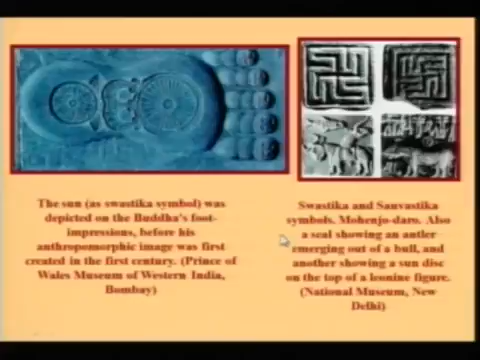 The sun (as swastika symbol) was
depicted on the Buddha's foot-
impressions, before his
anthropomorphic image was first
created in the first century. (Prince of
Wales Museum of Western India,
Bombay)
Swastika and Sauvastika
symbols. Mohenjo-daro. Also
a seal showing an antler
emerging out of a bull, and
another showing a sun disc
on the top of a leonine figure.
(National Museum, New
Delhi)